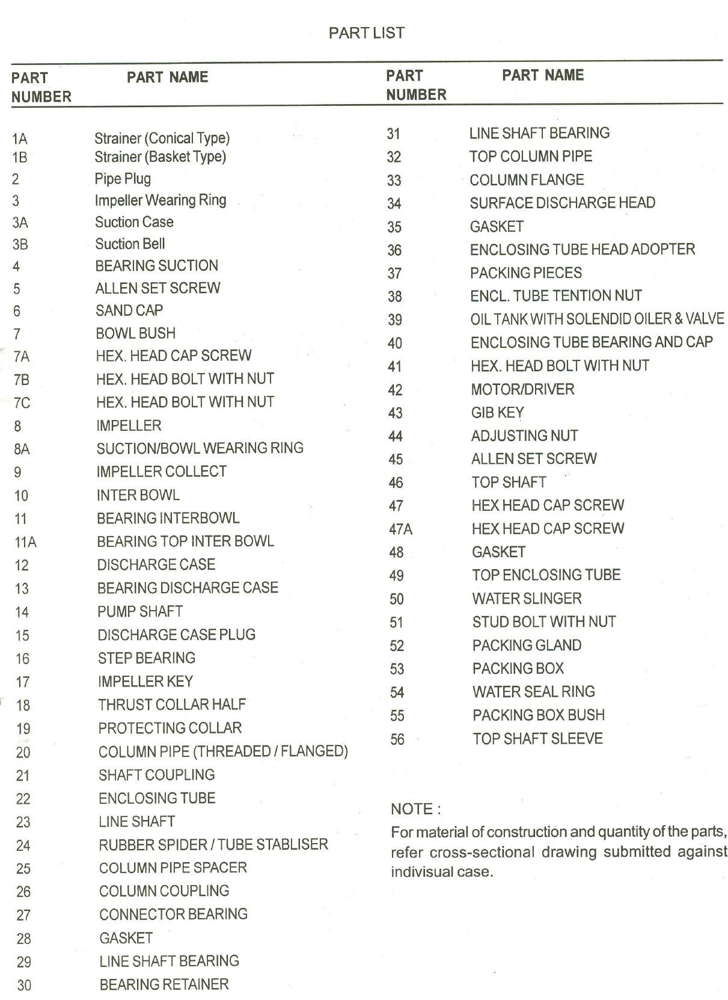 PART LIST
PART NUMBER PART NAME
1A Strainer (Conical Type)
1B Strainer (Basket Type)
2 Pipe Plug
3 Impeller Wearing Ring
3A Suction Case
3B Suction Bell
4 BEARING SUCTION
5 ALLEN SET SCREW
6 SAND CAP
7 BOWL BUSH
7A HEX. HEAD CAP SCREW
7B HEX. HEAD BOLT WITH NUT
7C HEX. HEAD BOLT WITH NUT
8 IMPELLER
8A SUCTION/BOWL WEARING RING
9 IMPELLER COLLECT
10 INTER BOWL
11 BEARING INTERBOWL
11A BEARING TOP INTER BOWL
12 DISCHARGE CASE
13 BEARING DISCHARGE CASE
14 PUMP SHAFT
15 DISCHARGE CASE PLUG
16 STEP BEARING
17 IMPELLER KEY
18 THRUST COLLAR HALF
19 PROTECTING COLLAR
20 COLUMN PIPE (THREADED / FLANGED)
21 SHAFT COUPLING
22 ENCLOSING TUBE
23 LINE SHAFT
24 RUBBER SPIDER / TUBE STABLISER
25 COLUMN PIPE SPACER
26 COLUMN COUPLING
27 CONNECTOR BEARING
28 GASKET
29 LINE SHAFT BEARING
30 BEARING RETAINER
PART NUMBER PART NAME
31 LINE SHAFT BEARING
32 TOP COLUMN PIPE
33 COLUMN FLANGE
34 SURFACE DISCHARGE HEAD
35 GASKET
36 ENCLOSING TUBE HEAD ADOPTER
37 PACKING PIECES
38 ENCL. TUBE TENTION NUT
39 OIL TANK WITH SOLENDID OILER & VALVE
40 ENCLOSING TUBE BEARING AND CAP
41 HEX. HEAD BOLT WITH NUT
42 MOTOR/DRIVER
43 GIB KEY
44 ADJUSTING NUT
45 ALLEN SET SCREW
46 TOP SHAFT
47 HEX HEAD CAP SCREW
47A HEX HEAD CAP SCREW
48 GASKET
49 TOP ENCLOSING TUBE
50 WATER SLINGER
51 STUD BOLT WITH NUT
52 PACKING GLAND
53 PACKING BOX
54 WATER SEAL RING
55 PACKING BOX BUSH
56 TOP SHAFT SLEEVE
NOTE :
For material of construction and quantity of the parts,
refer cross-sectional drawing submitted against
indivisual case.